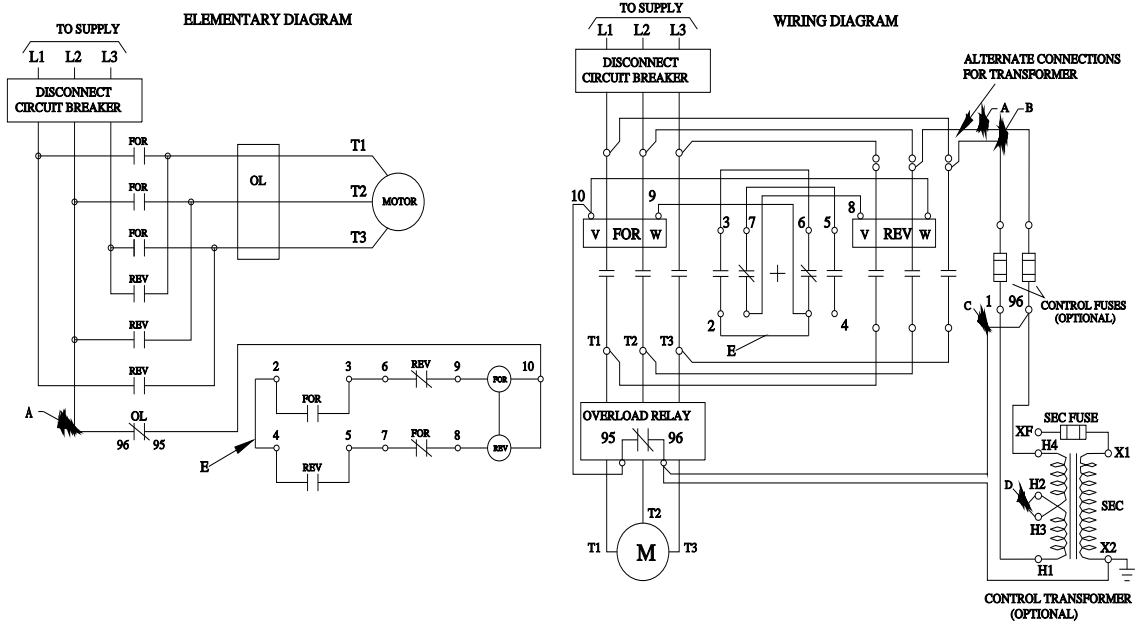 ELEMENTARY DIAGRAM
TO SUPPLY
L1 L2 L3
DISCONNECT
CIRCUIT BREAKER
FOR
T1
OL
FOR
T2
MOTOR
FOR
T3
REV
REV
REV
A
OL
96 95
2 3 6 REV 9 FOR 10
FOR
4 5 7 FOR 8 REV
E
REV
WIRING DIAGRAM
TO SUPPLY
L1 L2 L3
DISCONNECT
CIRCUIT BREAKER
ALTERNATE CONNECTIONS
FOR TRANSFORMER
A B
10 9
3 7 6 5 8
V FOR W
V REV W
2 4
E
C 1 96
CONTROL FUSES
(OPTIONAL)
T1 T2 T3
OVERLOAD RELAY
95 96
SEC FUSE
XF
H4 X1
D H2
SEC
H3
X2
H1
T2
T1 M T3
CONTROL TRANSFORMER
(OPTIONAL)